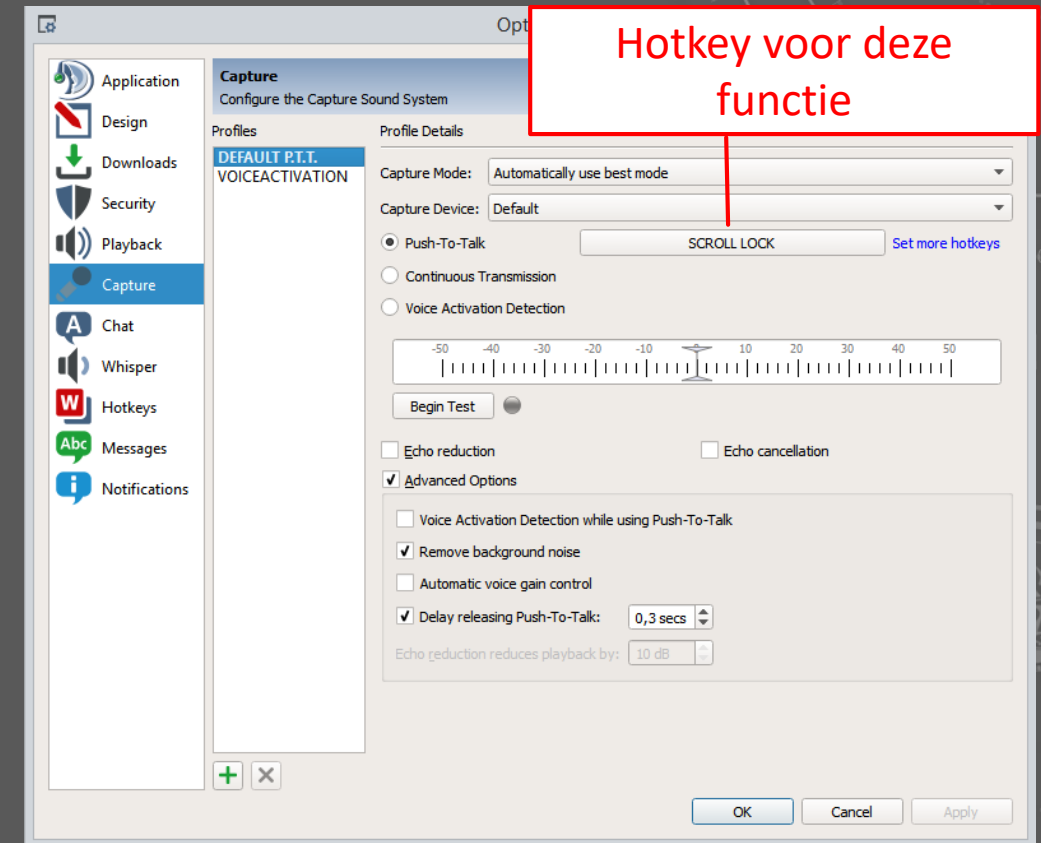 Opt
Hotkey voor deze
functie
Application
Design
Downloads
Security
Playback
Capture
A Chat
Whisper
W Hotkeys
Abc Messages
i Notifications
Capture
Configure the Capture Sound System
Profiles
DEFAULT P.T.T.
VOICEACTIVATION
Profile Details
Capture Mode: Automatically use best mode
Capture Device: Default
Push-To-Talk SCROLL LOCK Set more hotkeys
Continuous Transmission
Voice Activation Detection
-50 -40 -30 -20 -10 10 20 30 40 50
Begin Test
Echo reduction Echo cancellation
Advanced Options
Voice Activation Detection while using Push-To-Talk
Remove background noise
Automatic voice gain control
Delay releasing Push-To-Talk: 0,3 secs
Echo reduction reduces playback by: 10 dB
OK Cancel Apply